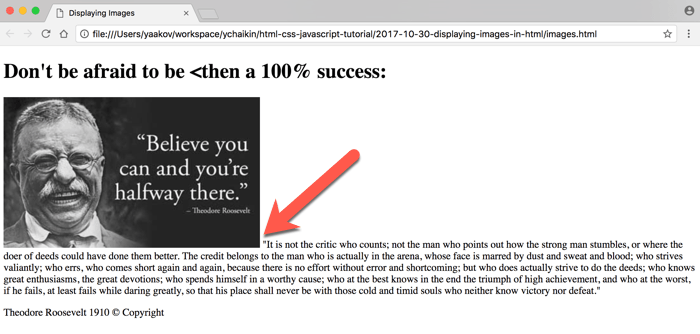 Displaying Images
file:///Users/yaakov/workspace/ychaikin/html-css-javascript-tutorial/2017-10-30-displaying-images-in-html/images.html
Don't be afraid to be <then a 100% success:
“Believe you
can and you’re
halfway there.”
– Theodore Roosevelt
"It is not the critic who counts; not the man who points out how the strong man stumbles, or where the
doer of deeds could have done them better. The credit belongs to the man who is actually in the arena, whose face is marred by dust and sweat and blood; who strives
valiantly; who errs, who comes short again and again, because there is no effort without error and shortcoming; but who does actually strive to do the deeds; who knows
great enthusiasms, the great devotions; who spends himself in a worthy cause; who at the best knows in the end the triumph of high achievement, and who at the worst,
if he fails, at least fails while daring greatly, so that his place shall never be with those cold and timid souls who neither know victory nor defeat."
Theodore Roosevelt 1910 © Copyright